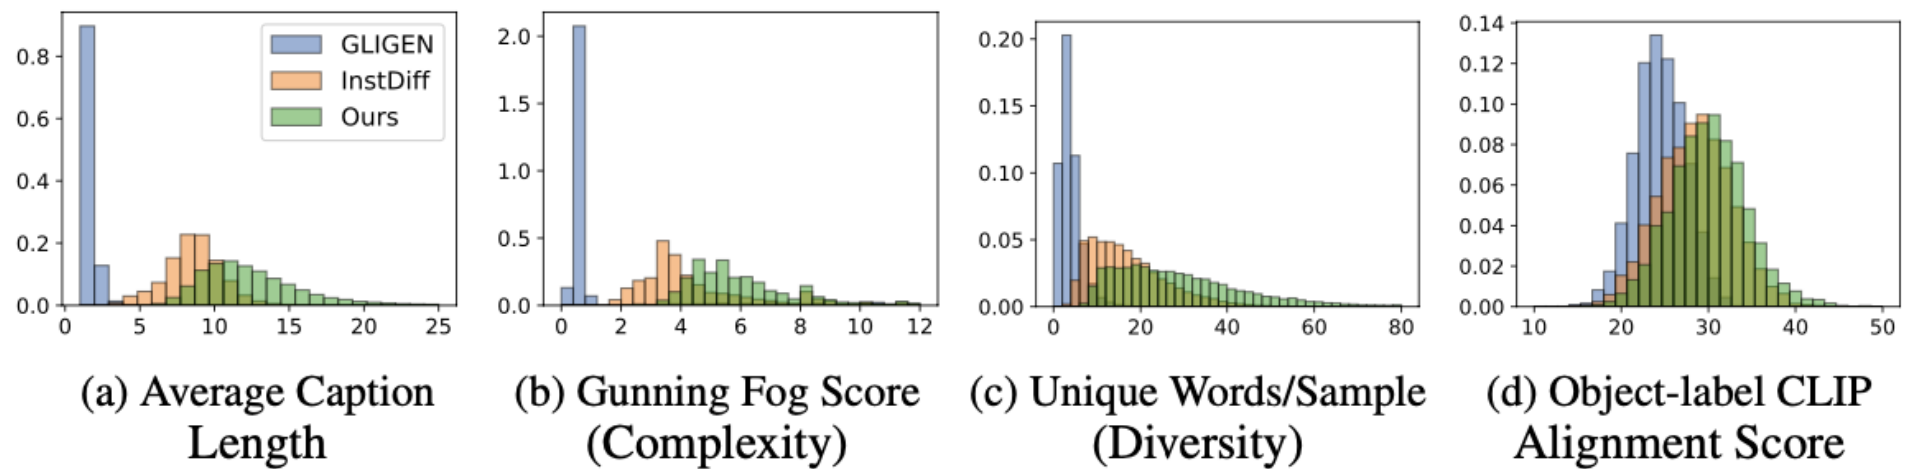 0.8
0.6
0.4
0.2
0.0
0 5 10 15 20 25
GLIGEN
InstDiff
Ours
(a) Average Caption
Length
2.0
1.5
1.0
0.5
0.0
0 2 4 6 8 10 12
(b) Gunning Fog Score
(Complexity)
0.20
0.15
0.10
0.05
0.00
0 20 40 60 80
(c) Unique Words/Sample
(Diversity)
0.14
0.12
0.10
0.08
0.06
0.04
0.02
0.00
10 20 30 40 50
(d) Object-label CLIP
Alignment Score